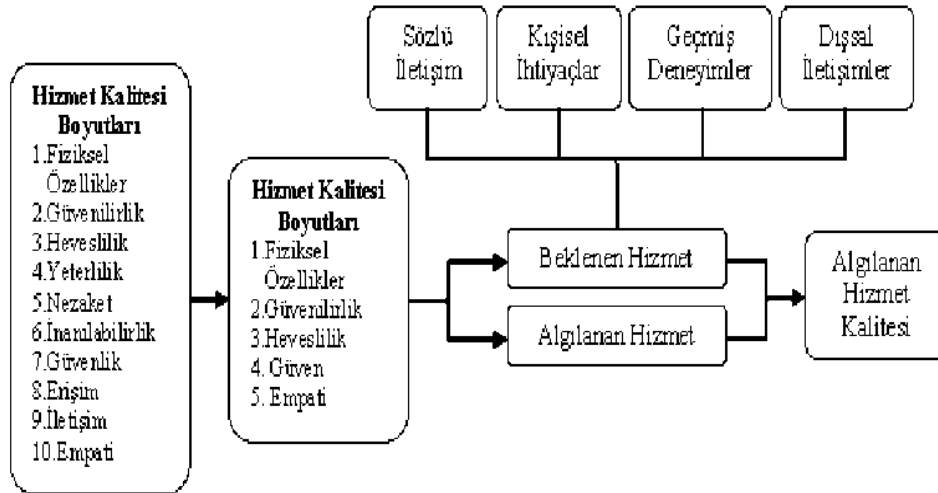 Sözlü
İletişim
Kişisel
İhtiyaçlar
Geçmiş
Deneyimler
Dışsal
İletişimler
Hizmet Kalitesi
Boyutları
1.Fiziksel
Özellikler
2.Güvenilirlik
3.Heveslilik
4.Yeterlilik
5.Nezaket
6.İnanılabilirlik
7.Güvenlik
8.Erişim
9.İletişim
10.Empati
Hizmet Kalitesi
Boyutları
1.Fiziksel
Özellikler
2.Güvenilirlik
3.Heveslilik
4. Güven
5. Empati
Beklenen Hizmet
Algılanan Hizmet
Algılanan
Hizmet
Kalitesi